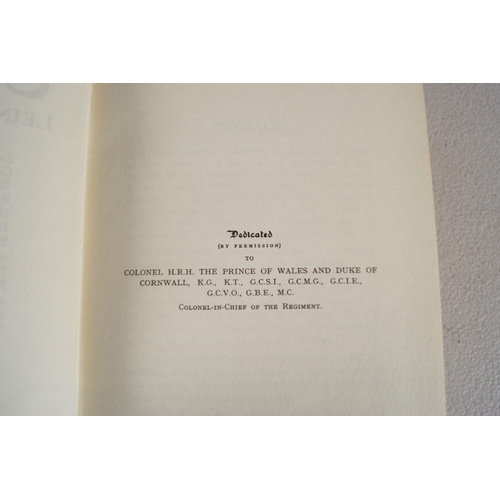 Dedicated
(BY PERMISSION)
TO
COLONEL H.R.H. THE PRINCE OF WALES AND DUKE OF
CORNWALL, K.G., K.T., G.C.S.I., G.C.M.G., G.C.I.E.,
G.C.V.O., G.B.E., M.C.
COLONEL-IN-CHIEF OF THE REGIMENT.